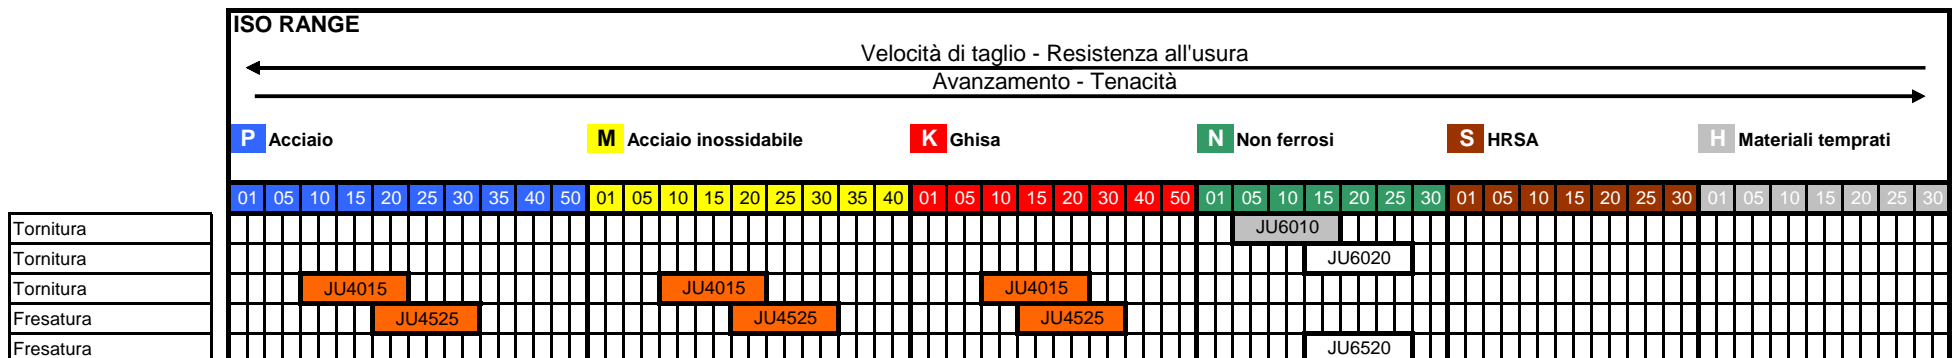 ISO RANGE
Velocità di taglio - Resistenza all'usura
Avanzamento - Tenacità
P Acciaio M Acciaio inossidabile K Ghisa N Non ferrosi S HRSA H Materiali temprati
01 05 10 15 20 25 30 35 40 50 01 05 10 15 20 25 30 35 40 01 05 10 15 20 30 40 50 01 05 10 15 20 25 30 01 05 10 15 20 25 30 01 05 10 15 20 25 30
Tornitura JU6010
Tornitura JU6020
Tornitura JU4015 JU4015 JU4015
Fresatura JU4525 JU4525 JU4525
Fresatura JU6520